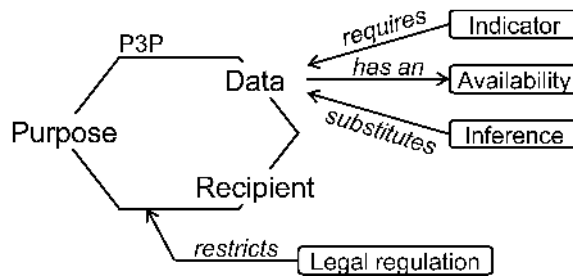 P3P
requires
Indicator
Data
has an
Availability
substitutes
Inference
Purpose
Recipient
restricts
Legal regulation